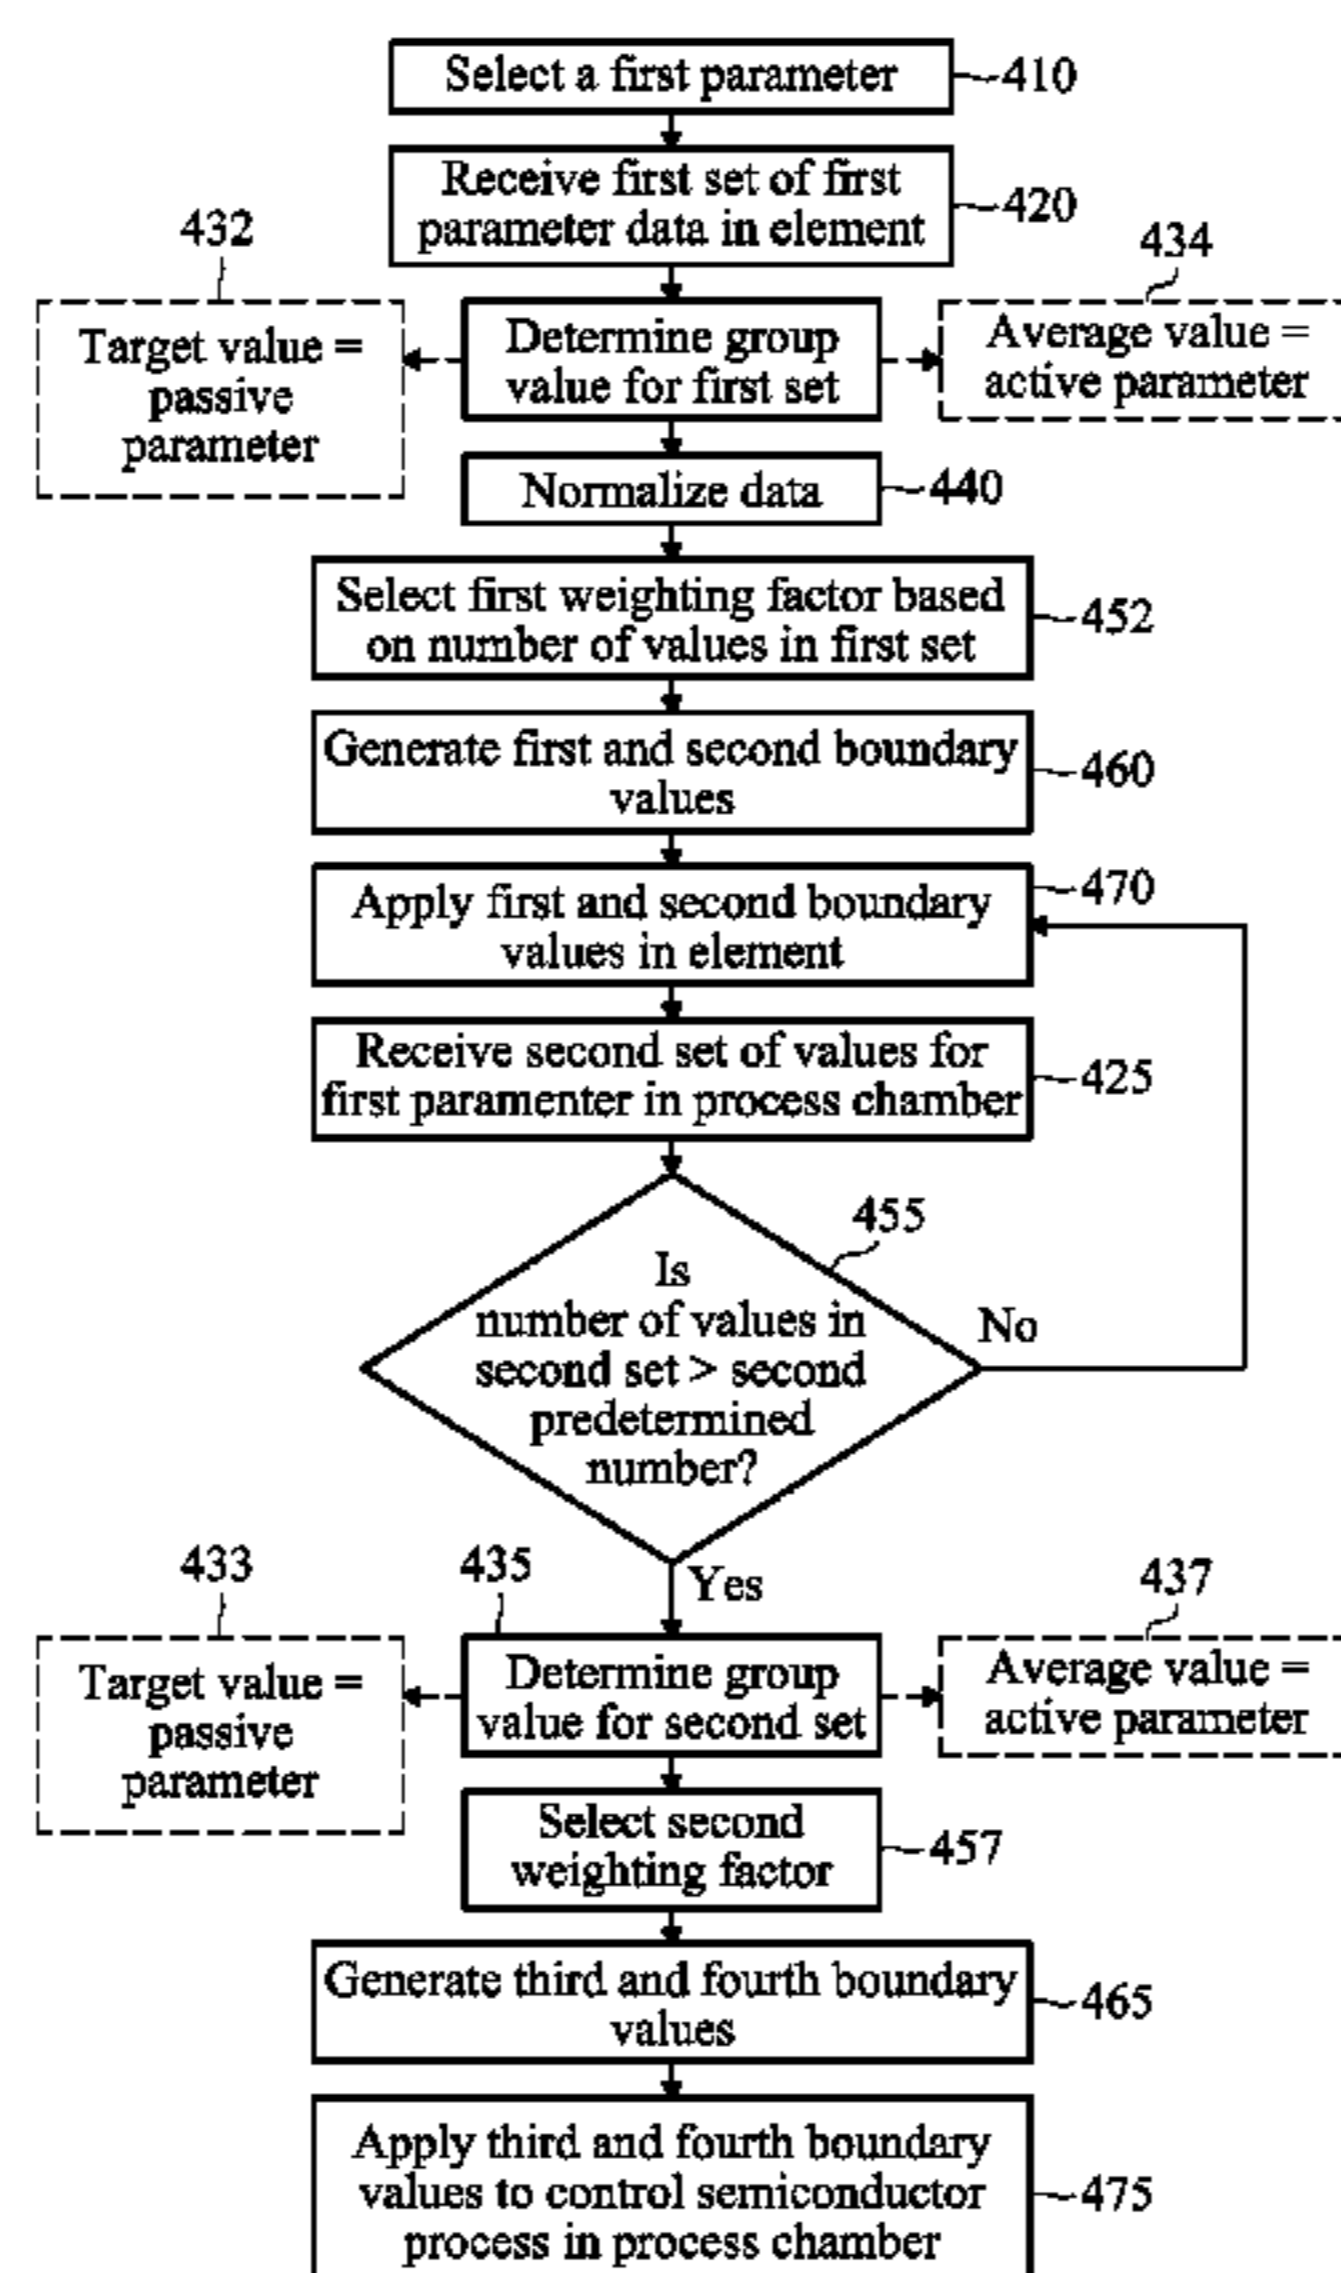 Select a first parameter
410
Receive first set of first
parameter data in element
420
432
434
Target value =
passive
parameter
Determine group
value for first set
Average value =
active parameter
Normalize data
440
Select first weighting factor based
on number of values in first set
452
Generate first and second boundary
values
460
Apply first and second boundary
values in element
470
Receive second set of values for
first paramenter in process chamber
425
455
Is
number of values in
second set > second
predetermined
number?
No
Yes
433
435
437
Target value =
passive
parameter
Determine group
value for second set
Average value =
active parameter
Select second
weighting factor
457
Generate third and fourth boundary
values
465
Apply third and fourth boundary
values to control semiconductor
process in process chamber
475